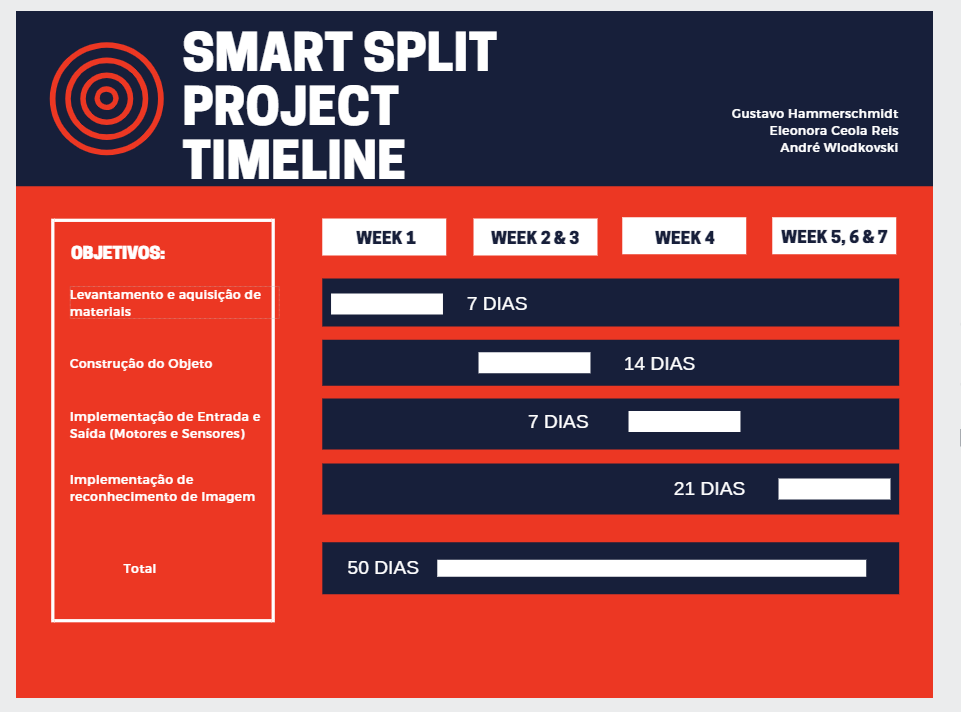 SMART SPLIT
PROJECT
TIMELINE
Gustavo Hammerschmidt
Eleonora Ceola Reis
André Wlodkovski
OBJETIVOS:
WEEK 1
WEEK 2 & 3
WEEK 4
WEEK 5, 6 & 7
Levantamento e aquisição de
materiais
7 DIAS
Construção do Objeto
14 DIAS
Implementação de Entrada e
Saída (Motores e Sensores)
7 DIAS
Implementação de
reconhecimento de Imagem
21 DIAS
Total
50 DIAS